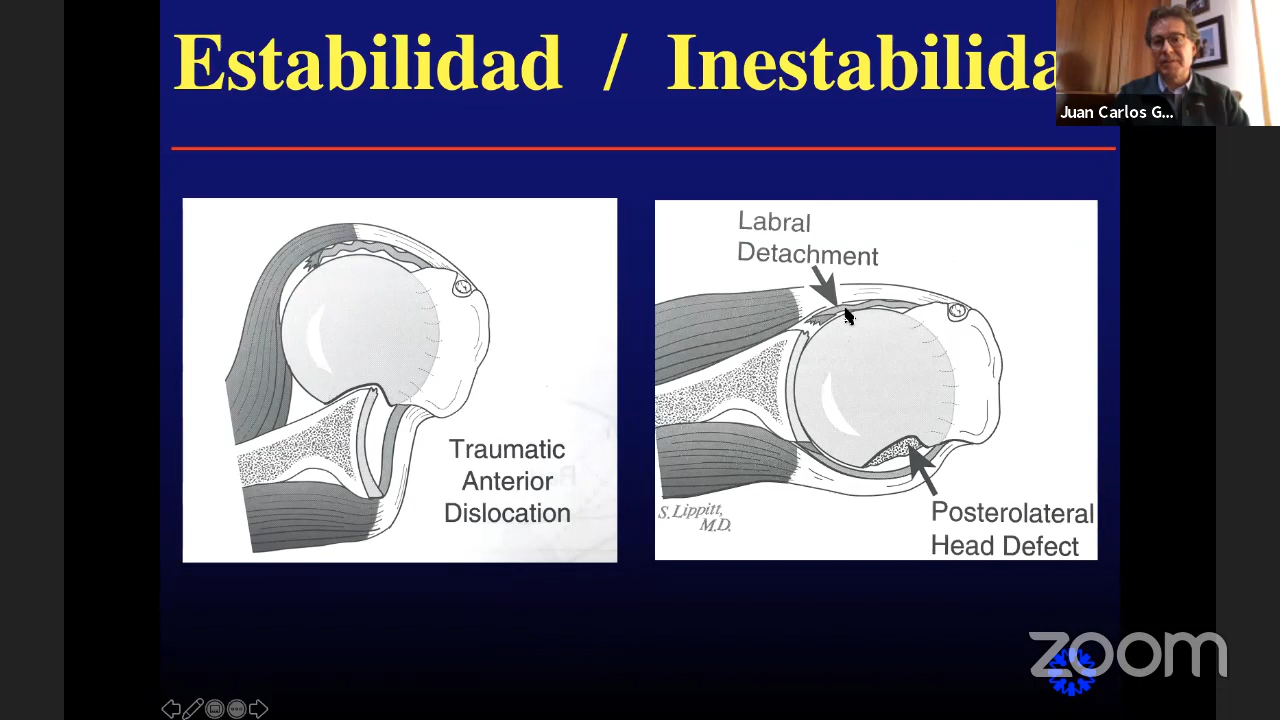 Estabilidad / Inestabilida
Juan Carlos G...
Traumatic
Anterior
Dislocation
Labral
Detachment
Posterolateral
Head Defect
S. Lippitt,
M.D.
zoom